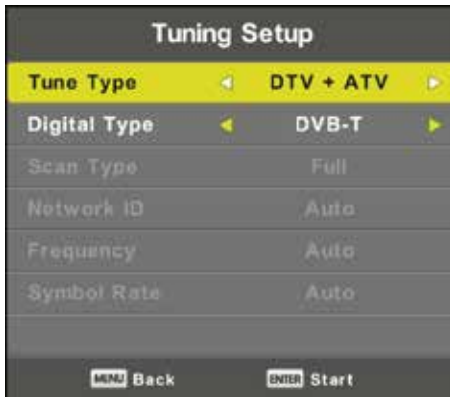 Tuning Setup
Tune Type DTV + ATV
Digital Type DVB-T
Scan Type Full
Network ID Auto
Frequency Auto
Symbol Rate Auto
MENU Back ENTER Start